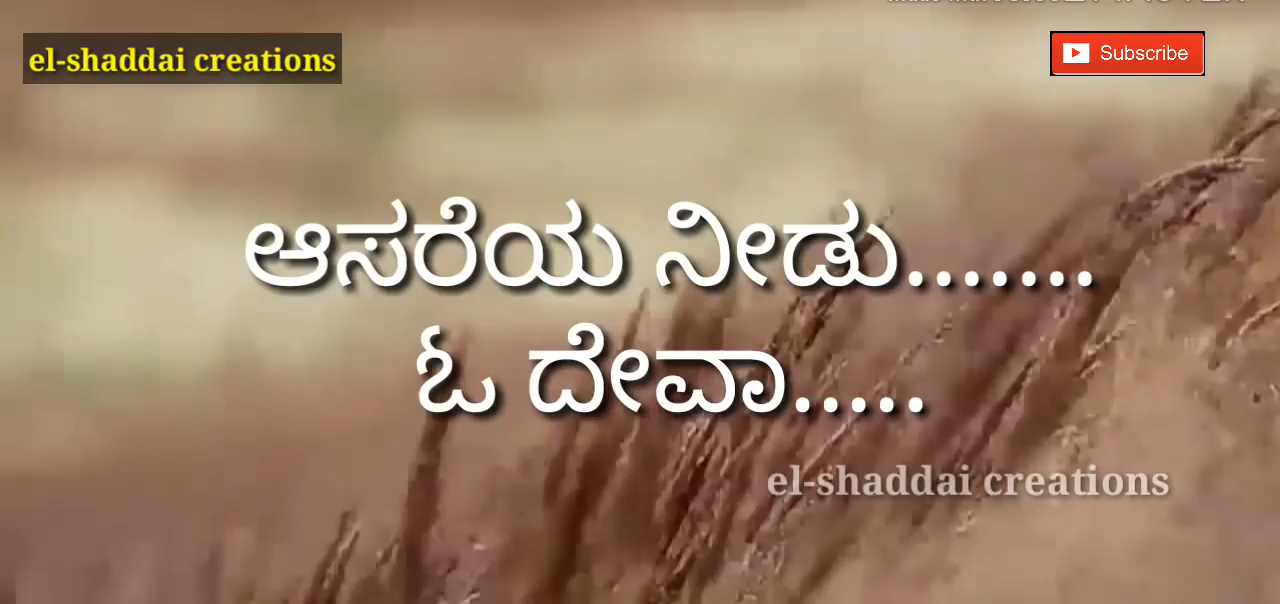 el-shaddai creations
Subscribe
ಆಸರೆಯ ನೀಡು.......
ಓ ದೇವಾ.....
el-shaddai creations